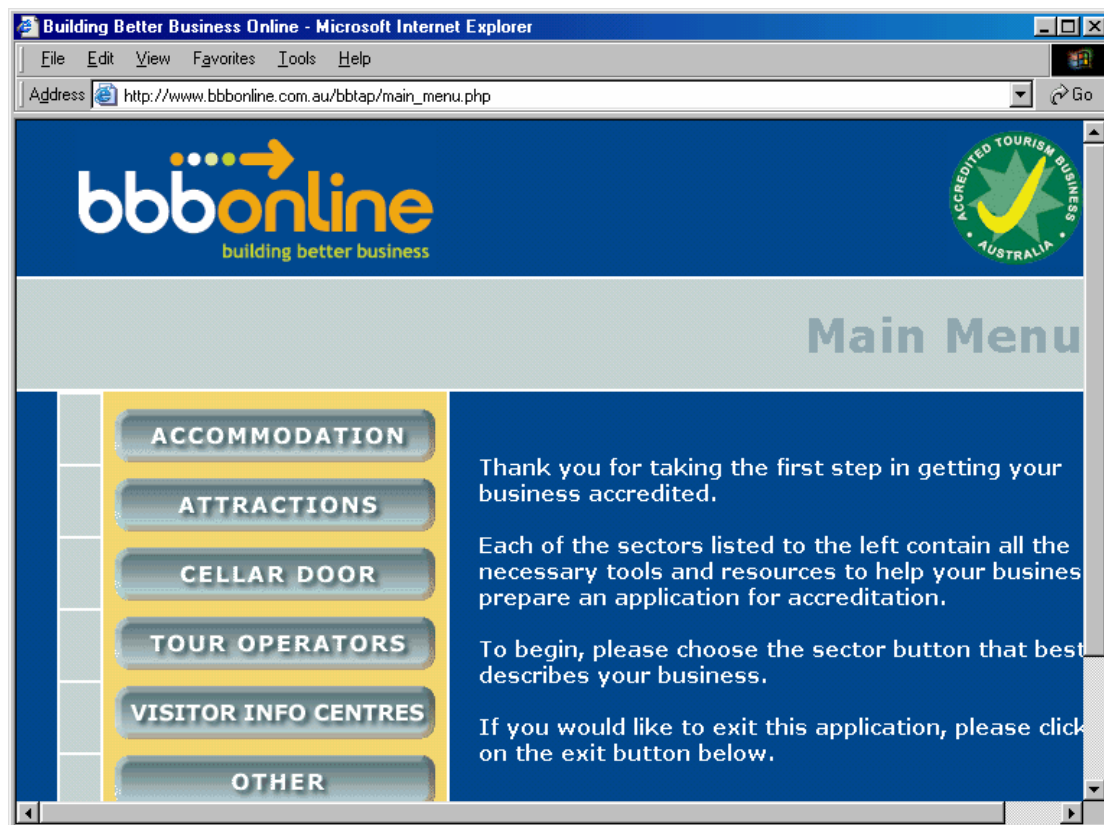 Building Better Business Online - Microsoft Internet Explorer
File Edit View Favorites Tools Help
Address http://www.bbbonline.com.au/bbtap/main_menu.php Go
bbbonline
building better business
ACCREDITED TOURISM BUSINESS
AUSTRALIA
Main Menu
ACCOMMODATION
ATTRACTIONS
CELLAR DOOR
TOUR OPERATORS
VISITOR INFO CENTRES
OTHER
Thank you for taking the first step in getting your
business accredited.
Each of the sectors listed to the left contain all the
necessary tools and resources to help your busines
prepare an application for accreditation.
To begin, please choose the sector button that best
describes your business.
If you would like to exit this application, please click
on the exit button below.